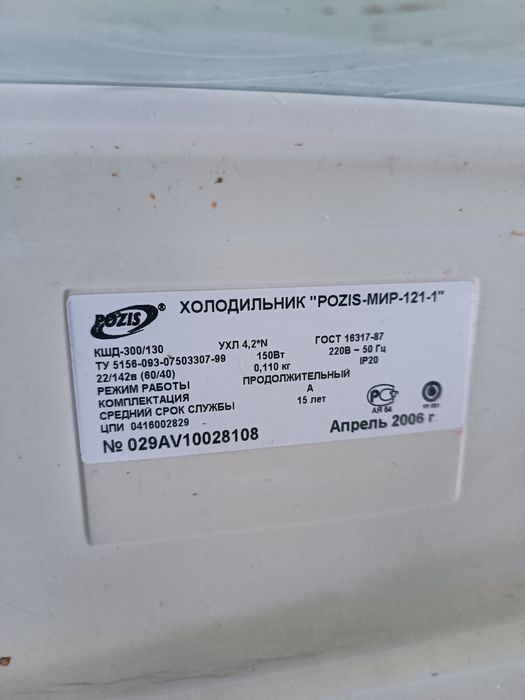 POZIS® ХОЛОДИЛЬНИК "POZIS-МИР-121-1"
КШД-300/130 УХЛ 4,2*N ГОСТ 16317-87
ТУ 5156-093-07503307-99 150Вт 220В ~ 50 Гц
22/142в (60/40) 0,110 кг IP20
РЕЖИМ РАБОТЫ ПРОДОЛЖИТЕЛЬНЫЙ
КОМПЛЕКТАЦИЯ А
СРЕДНИЙ СРОК СЛУЖБЫ 15 лет
ЦПИ 0416002829 АЯ 54
№ 029AV10028108 Апрель 2006 г.